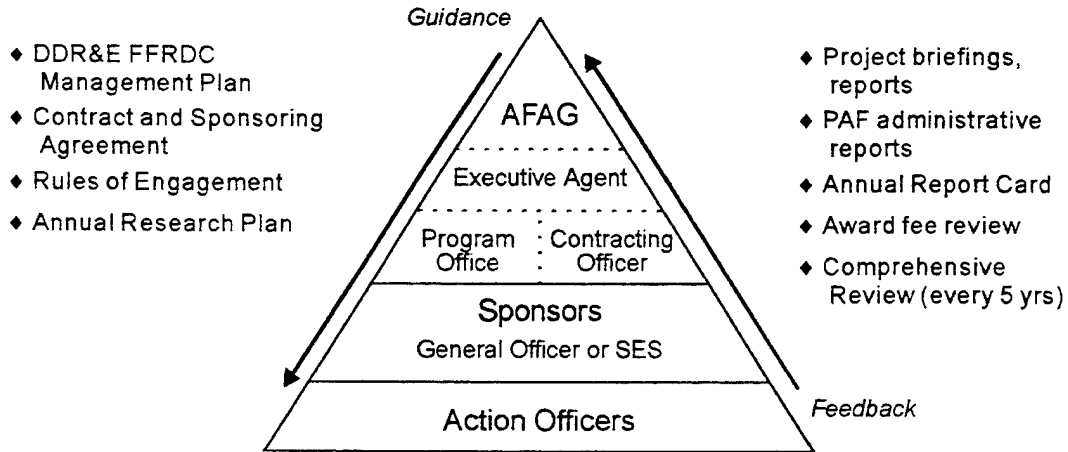 Guidance
♦ DDR&E FFRDC
Management Plan
♦ Contract and Sponsoring
Agreement
♦ Rules of Engagement
♦ Annual Research Plan
AFAG
Executive Agent
Program
Office
Contracting
Officer
Sponsors
General Officer or SES
Action Officers
♦ Project briefings,
reports
♦ PAF administrative
reports
♦ Annual Report Card
♦ Award fee review
♦ Comprehensive
Review (every 5 yrs)
Feedback